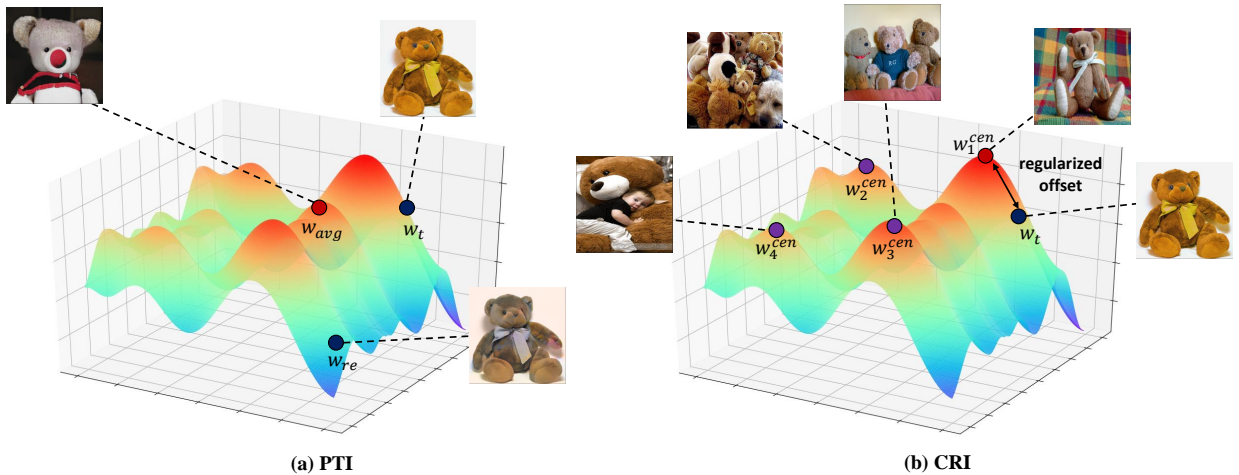 w_avg
w_t
w_re
(a) PTI
w_1^cen
regularized
offset
w_2^cen
w_t
w_3^cen
w_4^cen
(b) CRI